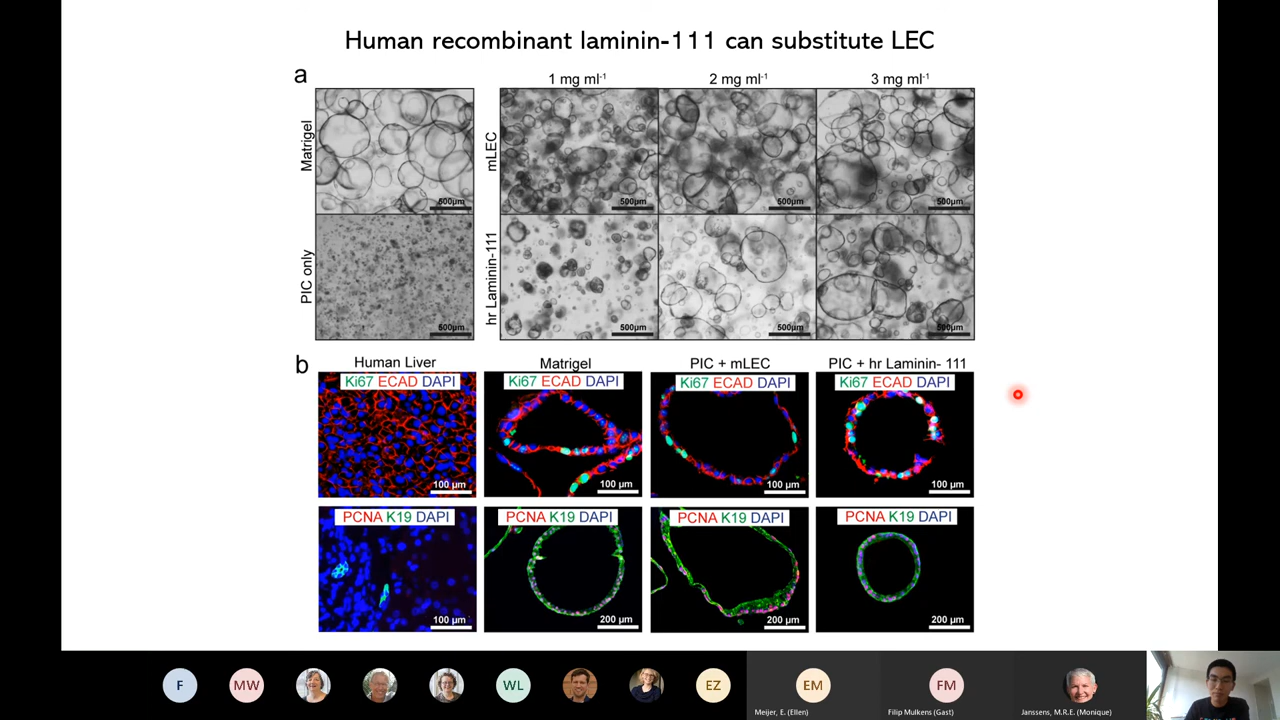 Human recombinant laminin-111 can substitute LEC
a
1 mg ml-1
2 mg ml-1
3 mg ml-1
Matrigel
mLEC
500µm
500µm
500µm
500µm
PIC only
hr Laminin-111
500µm
500µm
500µm
500µm
b
Human Liver
Matrigel
PIC + mLEC
PIC + hr Laminin- 111
Ki67 ECAD DAPI
Ki67 ECAD DAPI
Ki67 ECAD DAPI
Ki67 ECAD DAPI
100 µm
100 µm
100 µm
100 µm
PCNA K19 DAPI
PCNA K19 DAPI
PCNA K19 DAPI
PCNA K19 DAPI
100 µm
200 µm
200 µm
200 µm
F
MW
WL
EZ
EM
FM
Meijer, E. (Ellen)
Filip Mulkens (Gast)
Janssens, M.R.E. (Monique)